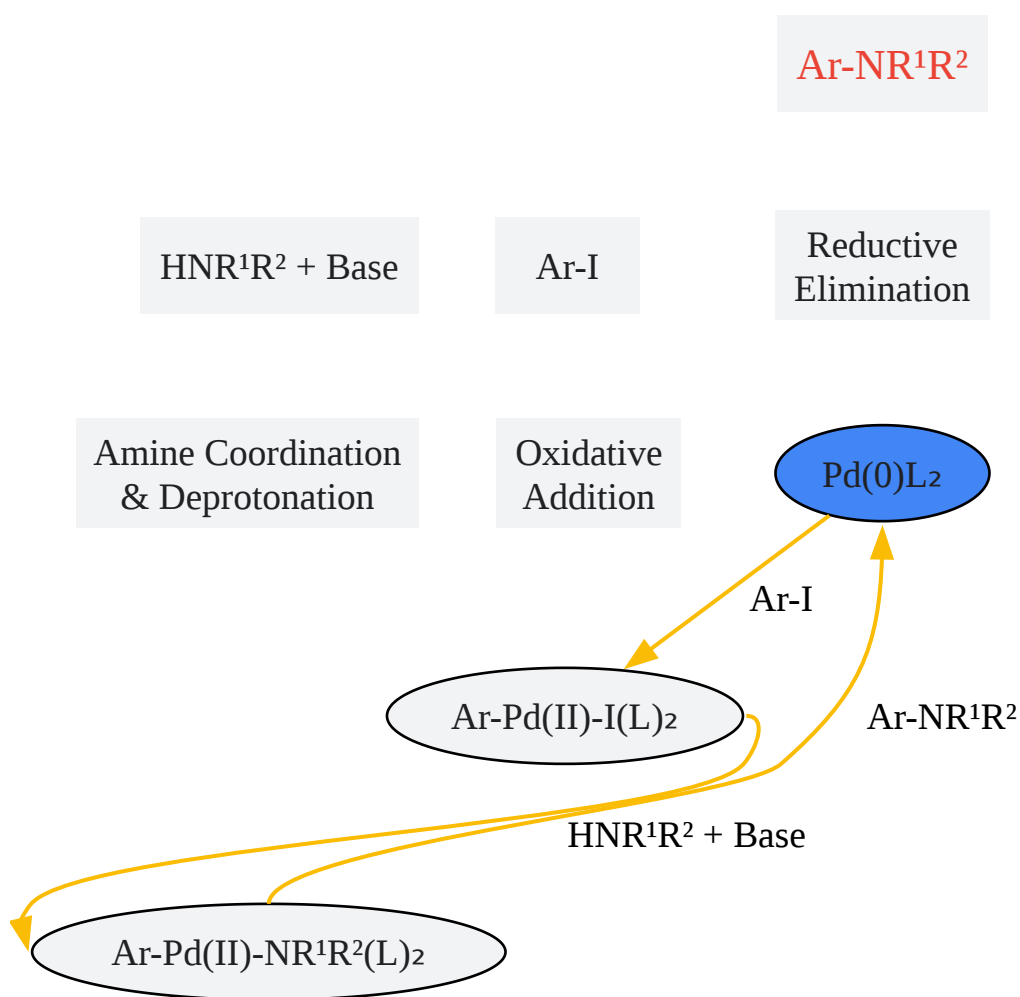 Ar-NR¹R²
HNR¹R² + Base
Ar-I
Reductive
Elimination
Amine Coordination
& Deprotonation
Oxidative
Addition
Pd(0)L₂
Ar-I
Ar-Pd(II)-I(L)₂
Ar-NR¹R²
HNR¹R² + Base
Ar-Pd(II)-NR¹R²(L)₂